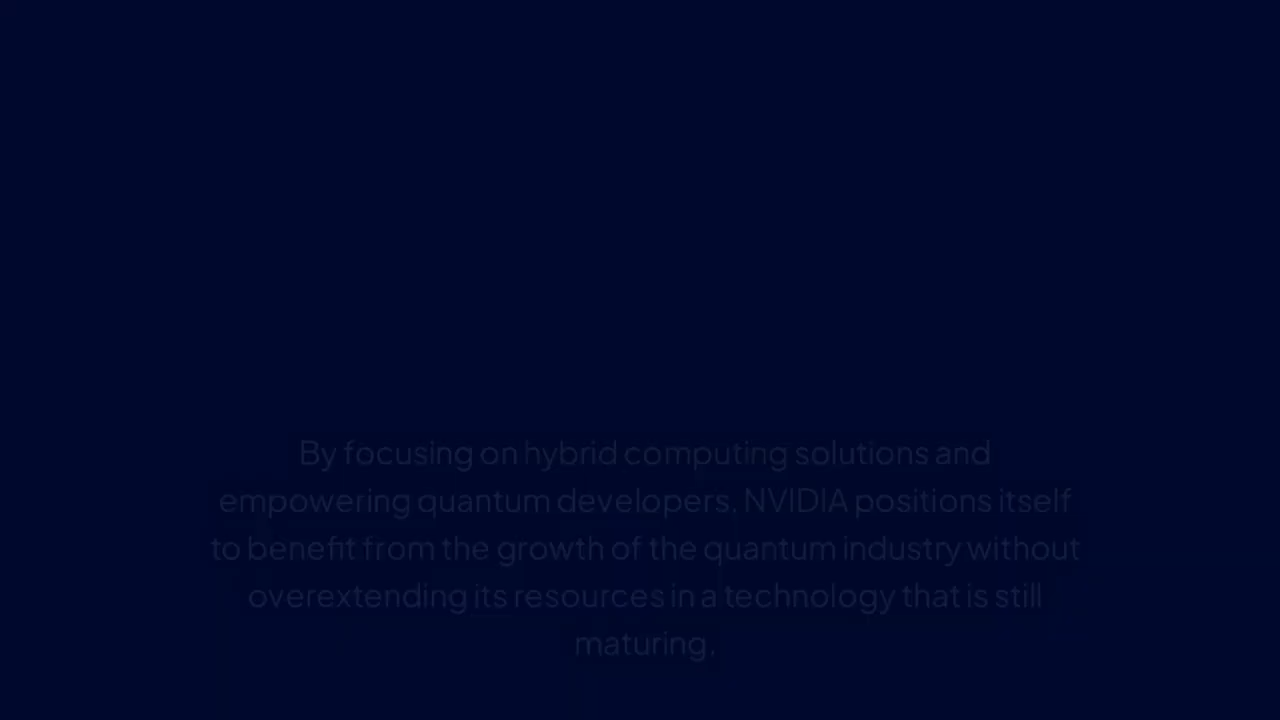 By focusing on hybrid computing solutions and
empowering quantum developers, NVIDIA positions itself
to benefit from the growth of the quantum industry without
overextending its resources in a technology that is still
maturing.